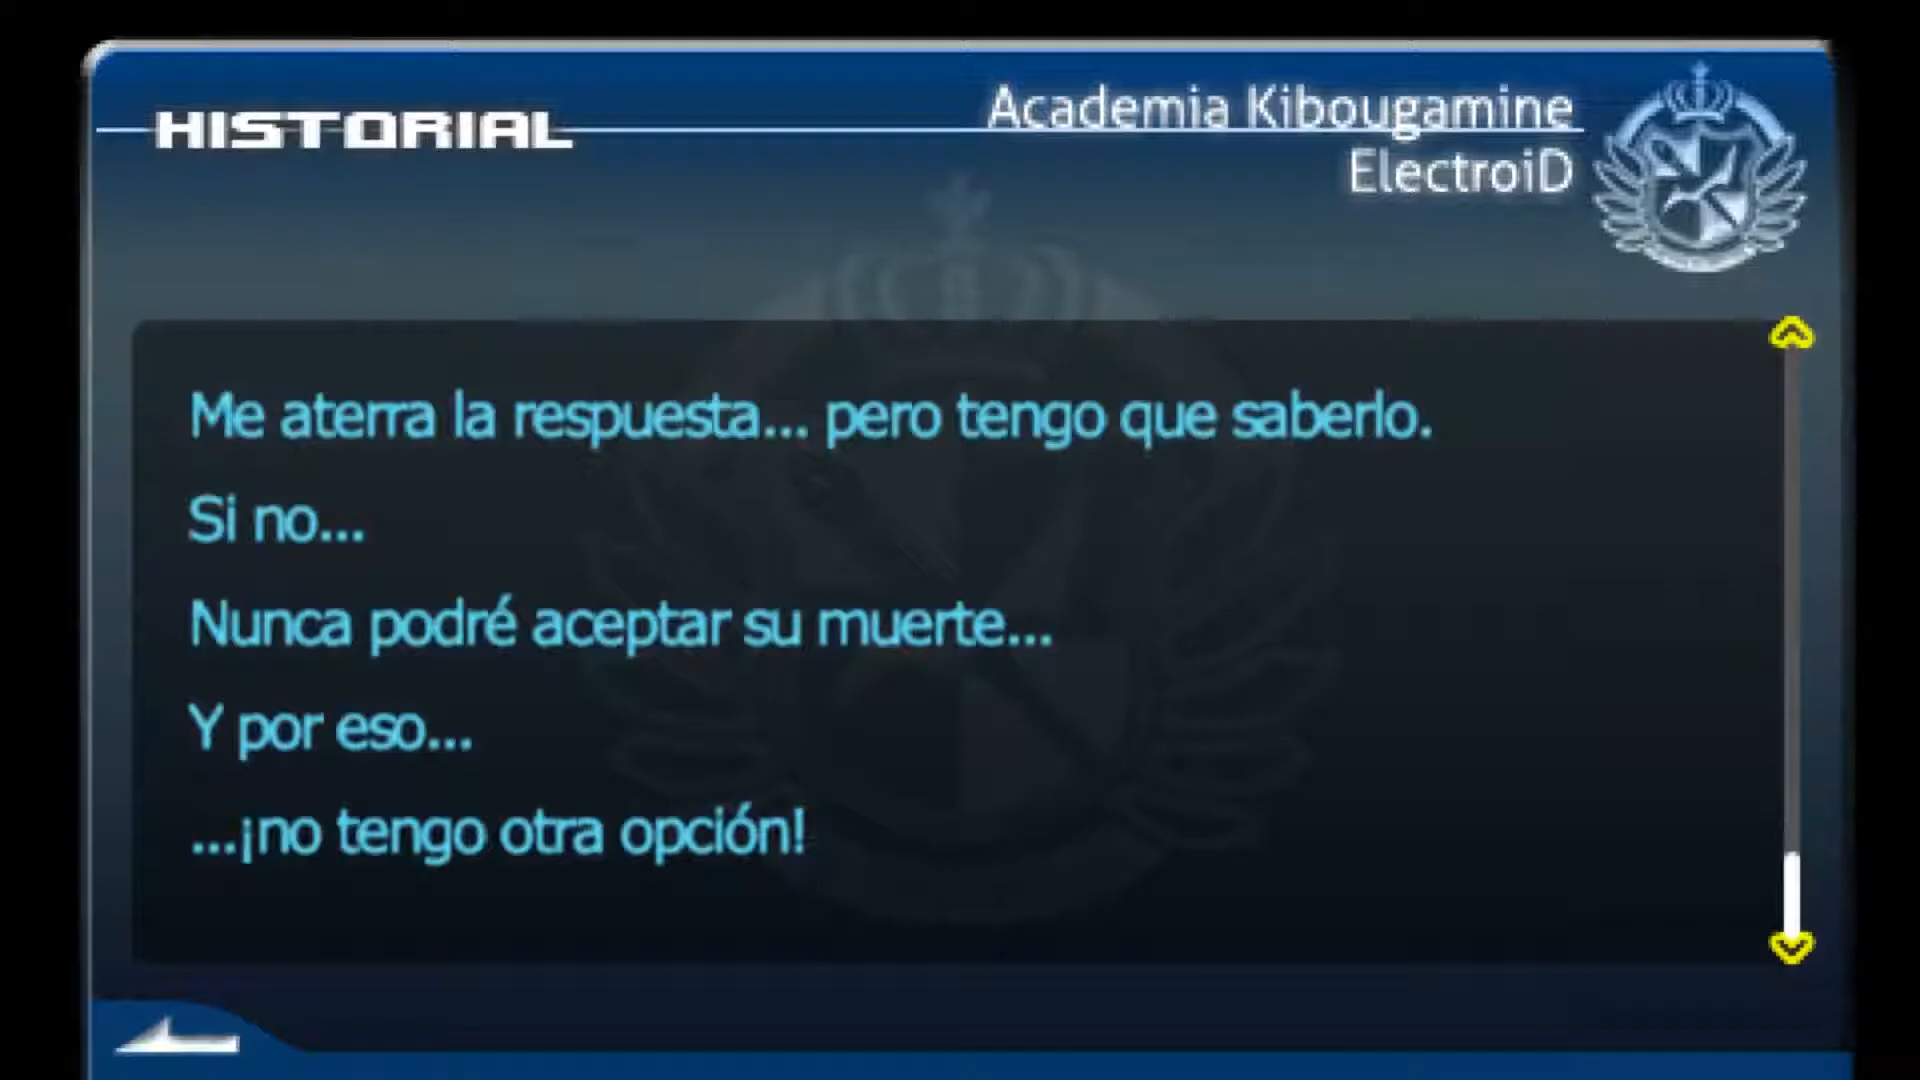 HISTORIAL
Academia Kibougamine
ElectroiD
Me aterra la respuesta... pero tengo que saberlo.
Si no...
Nunca podré aceptar su muerte...
Y por eso...
...¡no tengo otra opción!